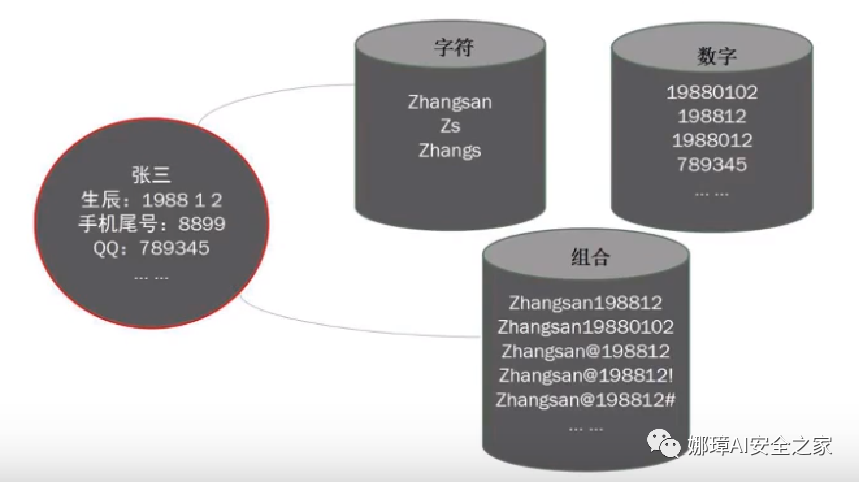 张三
生辰：1988 1 2
手机尾号：8899
QQ：789345
... ...
字符
Zhangsan
Zs
Zhangs
数字
19880102
198812
1988012
789345
... ...
组合
Zhangsan198812
Zhangsan19880102
Zhangsan@198812
Zhangsan@198812!
Zhangsan@198812#
... ...
娜璋AI安全之家